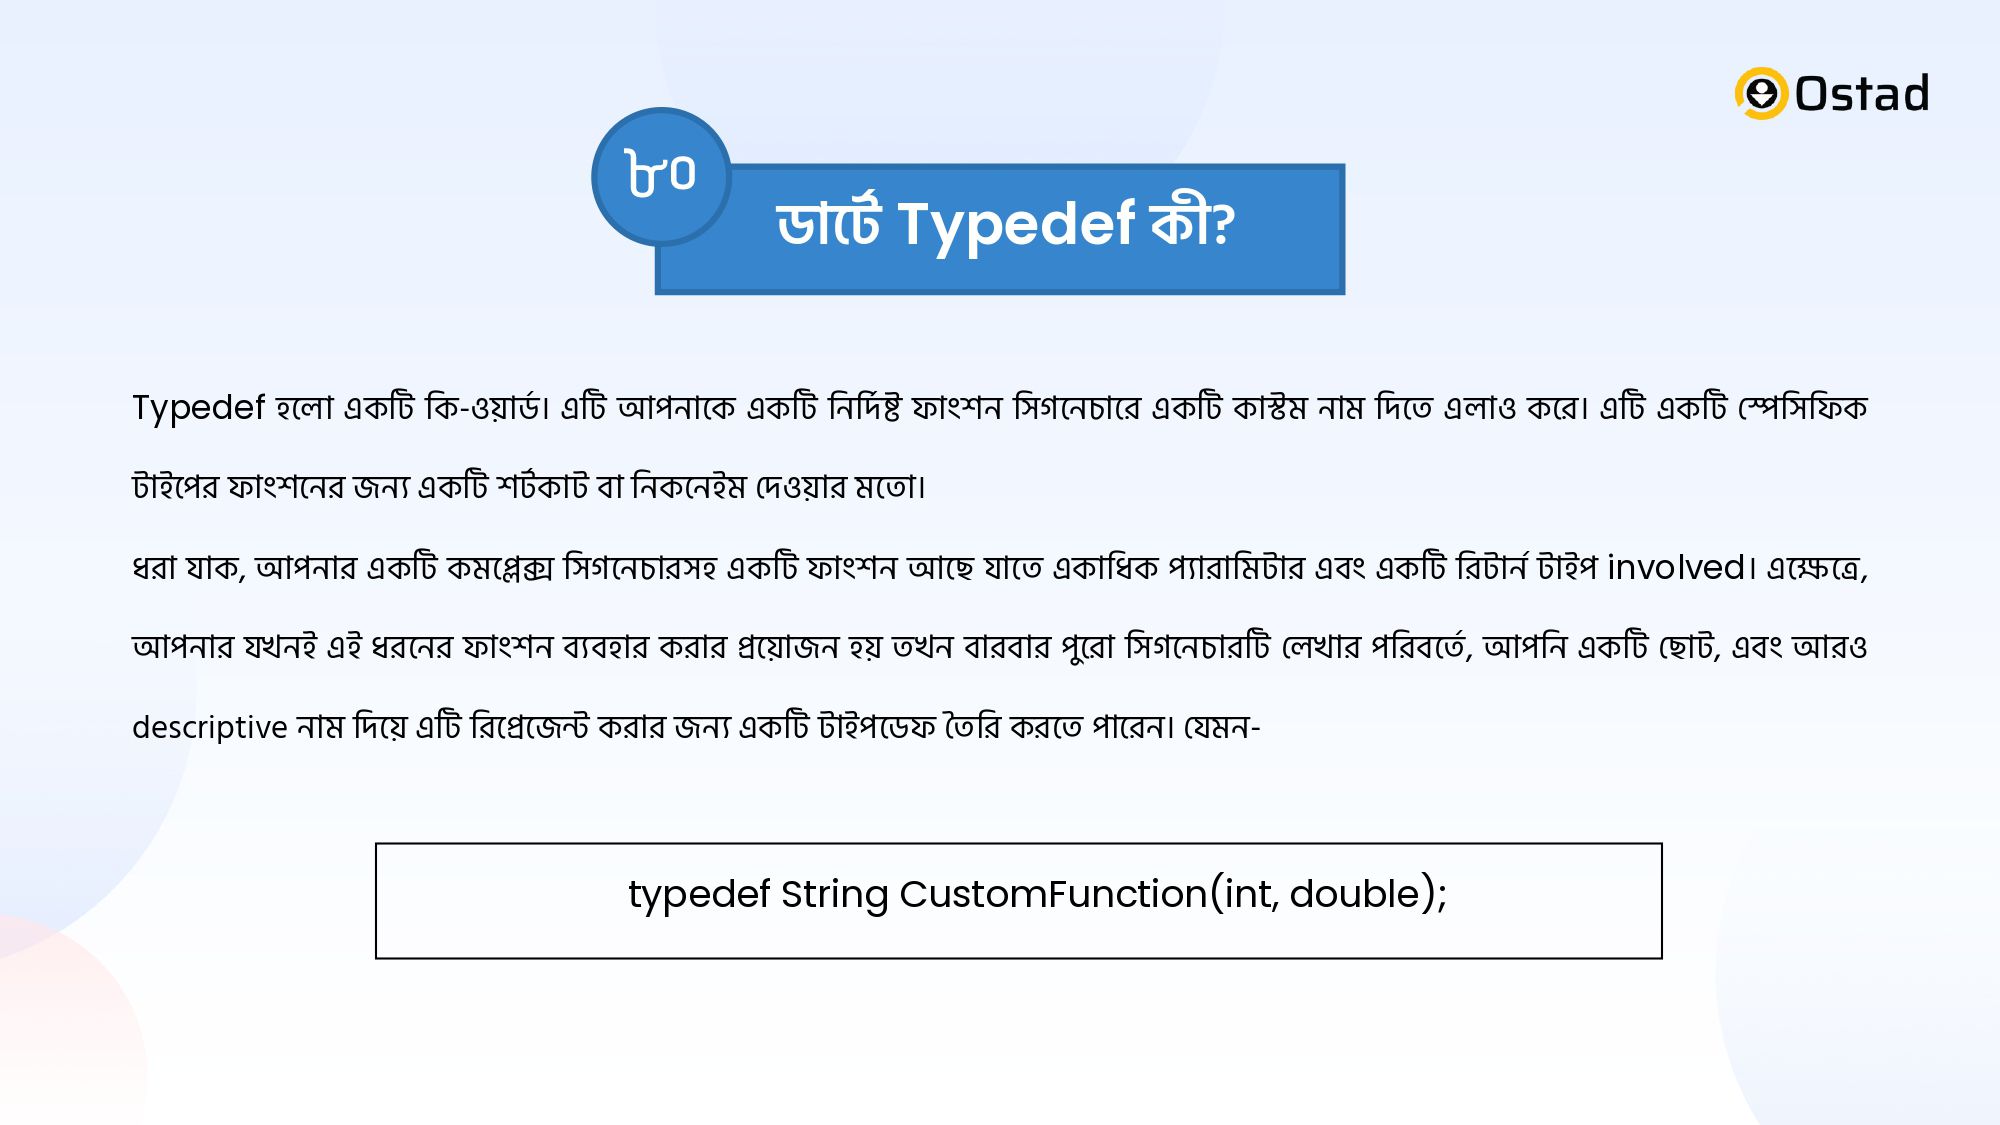 Ostad
৮০
ডার্টে Typedef কী?
Typedef হলো একটি কি-ওয়ার্ড। এটি আপনাকে একটি নির্দিষ্ট ফাংশন সিগনেচারে একটি কাস্টম নাম দিতে এলাও করে। এটি একটি স্পেসিফিক
টাইপের ফাংশনের জন্য একটি শর্টকাট বা নিকনেইম দেওয়ার মতো।
ধরা যাক, আপনার একটি কমপ্লেক্স সিগনেচারসহ একটি ফাংশন আছে যাতে একাধিক প্যারামিটার এবং একটি রিটার্ন টাইপ involved। এক্ষেত্রে,
আপনার যখনই এই ধরনের ফাংশন ব্যবহার করার প্রয়োজন হয় তখন বারবার পুরো সিগনেচারটি লেখার পরিবর্তে, আপনি একটি ছোট, এবং আরও
descriptive নাম দিয়ে এটি রিপ্রেজেন্ট করার জন্য একটি টাইপডেফ তৈরি করতে পারেন। যেমন-
typedef String CustomFunction(int, double);